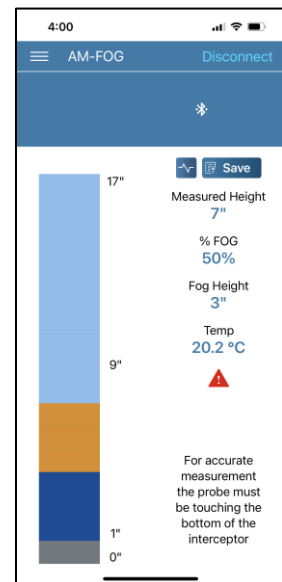 4:00
AM-FOG
Disconnect
Save
17"
Measured Height
7"
% FOG
50%
Fog Height
3"
Temp
20.2 °C
9"
1"
0"
For accurate
measurement
the probe must
be touching the
bottom of the
interceptor